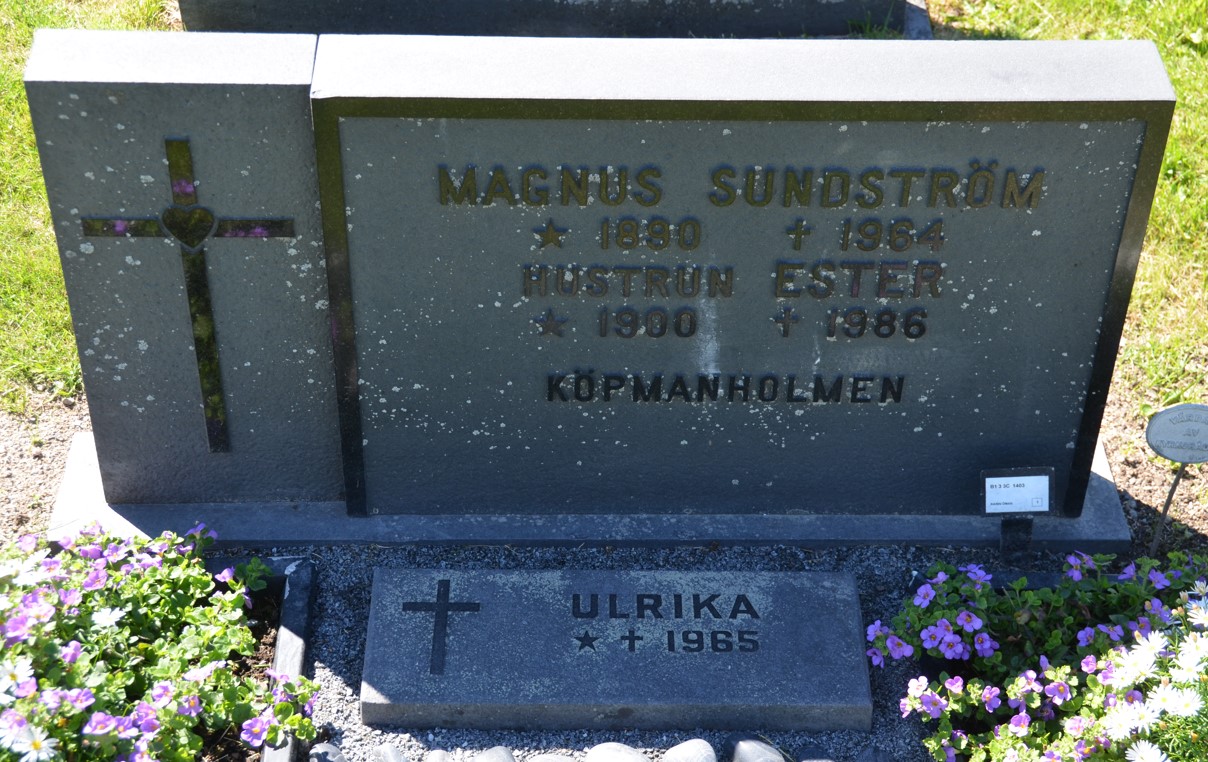 MAGNUS SUNDSTRÖM
★ 1890 ✝ 1964
HUSTRUN ESTER
★ 1900 ✝ 1986
KÖPMANHOLMEN
ULRIKA
★ ✝ 1965